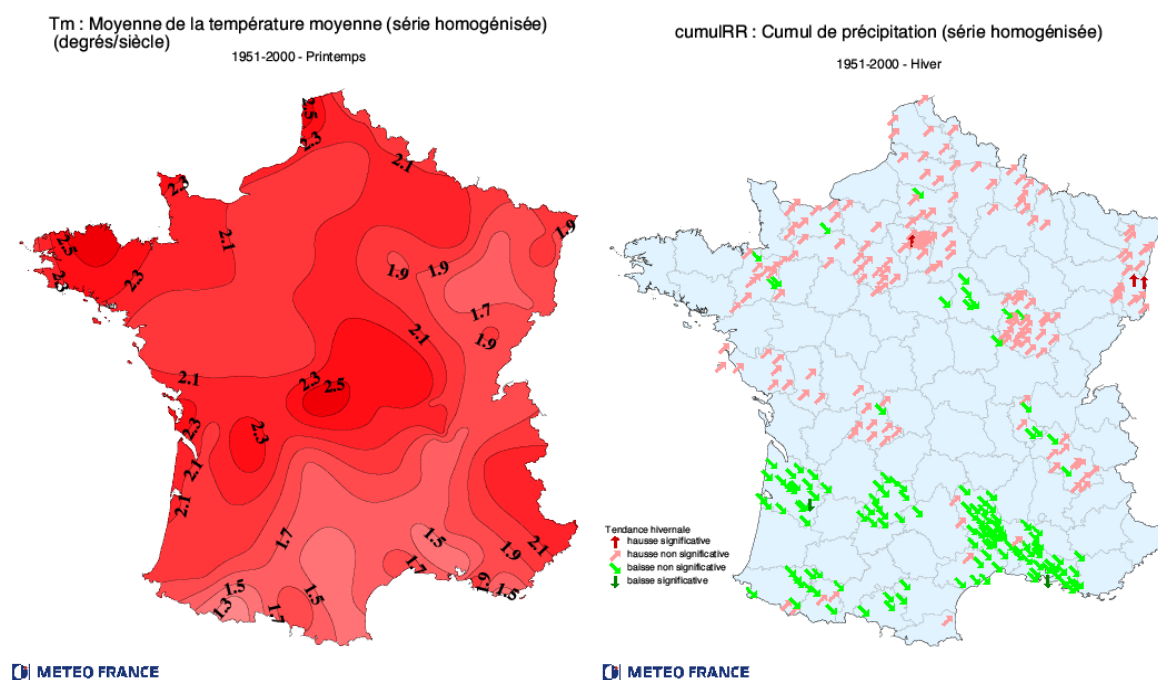 Tm : Moyenne de la température moyenne (série homogénisée)
(degrés/siècle)
1951-2000 - Printemps
2.5
2.3
2.1
2.3
2.5
2.3
2.3
2.1
1.9
1.9
1.9
1.7
1.9
2.1
2.3
2.5
2.1
2.3
2.3
2.1
2.1
1.7
1.5
1.9
2.1
1.5
1.3
1.7
1.5
1.7
1.9
1.5
METEO FRANCE
cumulRR : Cumul de précipitation (série homogénisée)
1951-2000 - Hiver
Tendance hivernale
hausse significative
hausse non significative
baisse non significative
baisse significative
METEO FRANCE